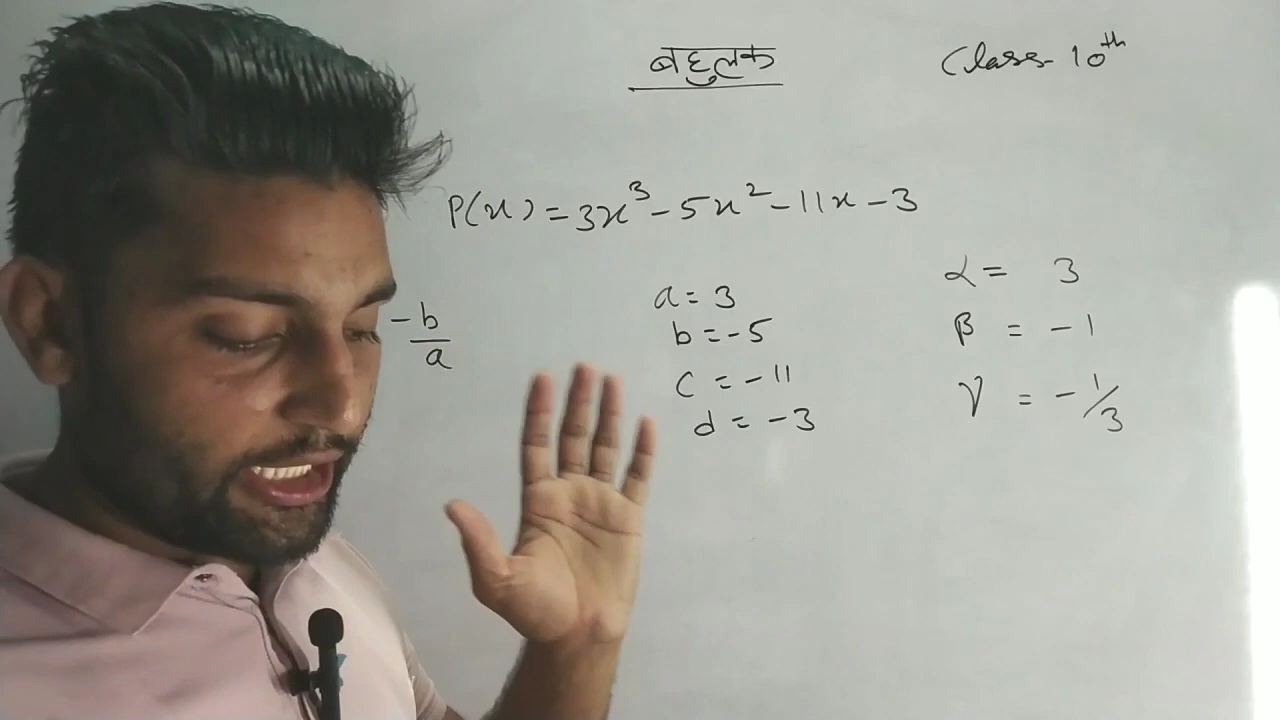 बहुलक
Class- 10th
P(x) = 3x³ - 5x² - 11x - 3
-b/a
a = 3
b = -5
c = -11
d = -3
α = 3
β = -1
γ = -1/3